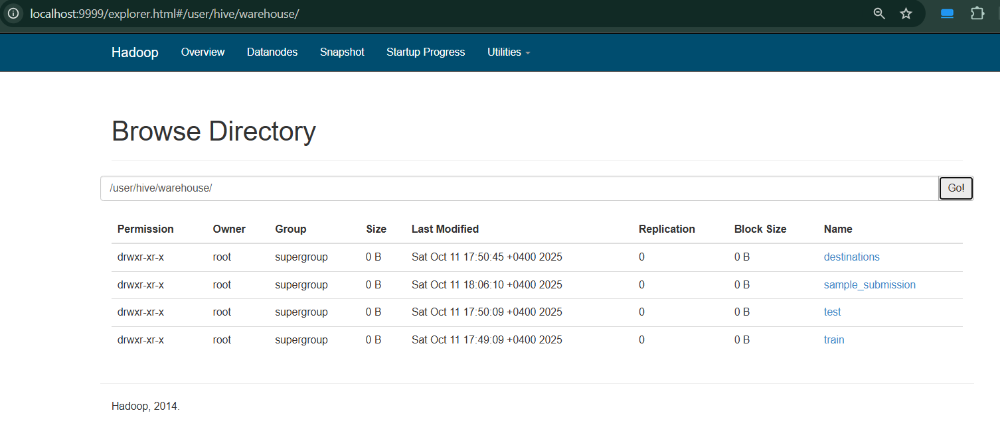 localhost:9999/explorer.html#/user/hive/warehouse/
Hadoop Overview Datanodes Snapshot Startup Progress Utilities
Browse Directory
/user/hive/warehouse/ Go!
Permission Owner Group Size Last Modified Replication Block Size Name
drwxr-xr-x root supergroup 0 B Sat Oct 11 17:50:45 +0400 2025 0 0 B destinations
drwxr-xr-x root supergroup 0 B Sat Oct 11 18:06:10 +0400 2025 0 0 B sample_submission
drwxr-xr-x root supergroup 0 B Sat Oct 11 17:50:09 +0400 2025 0 0 B test
drwxr-xr-x root supergroup 0 B Sat Oct 11 17:49:09 +0400 2025 0 0 B train
Hadoop, 2014.